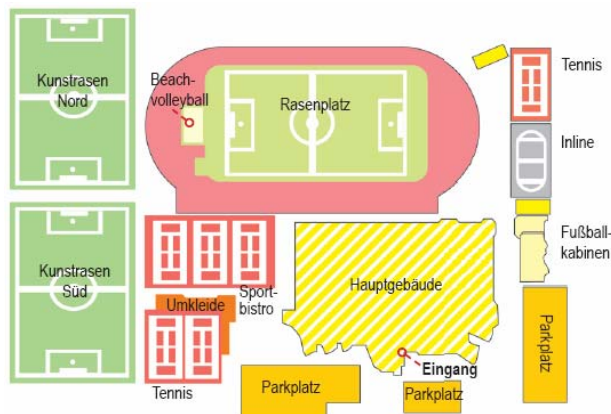 Kunstrasen
Nord
Beach-
volleyball
Rasenplatz
Tennis
Inline
Fußball-
kabinen
Kunstrasen
Süd
Sport-
bistro
Umkleide
Hauptgebäude
Eingang
Tennis
Parkplatz
Parkplatz
Parkplatz